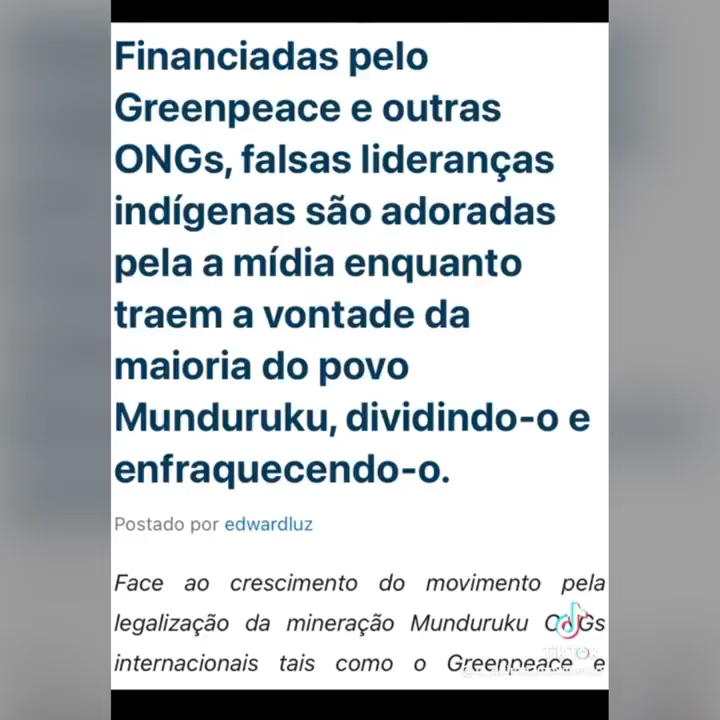 Financiadas pelo
Greenpeace e outras
ONGs, falsas lideranças
indígenas são adoradas
pela a mídia enquanto
traem a vontade da
maioria do povo
Munduruku, dividindo-o e
enfraquecendo-o.
Postado por edwardluz
Face ao crescimento do movimento pela
legalização da mineração Munduruku ONGs
internacionais tais como o Greenpeace e
TikTok